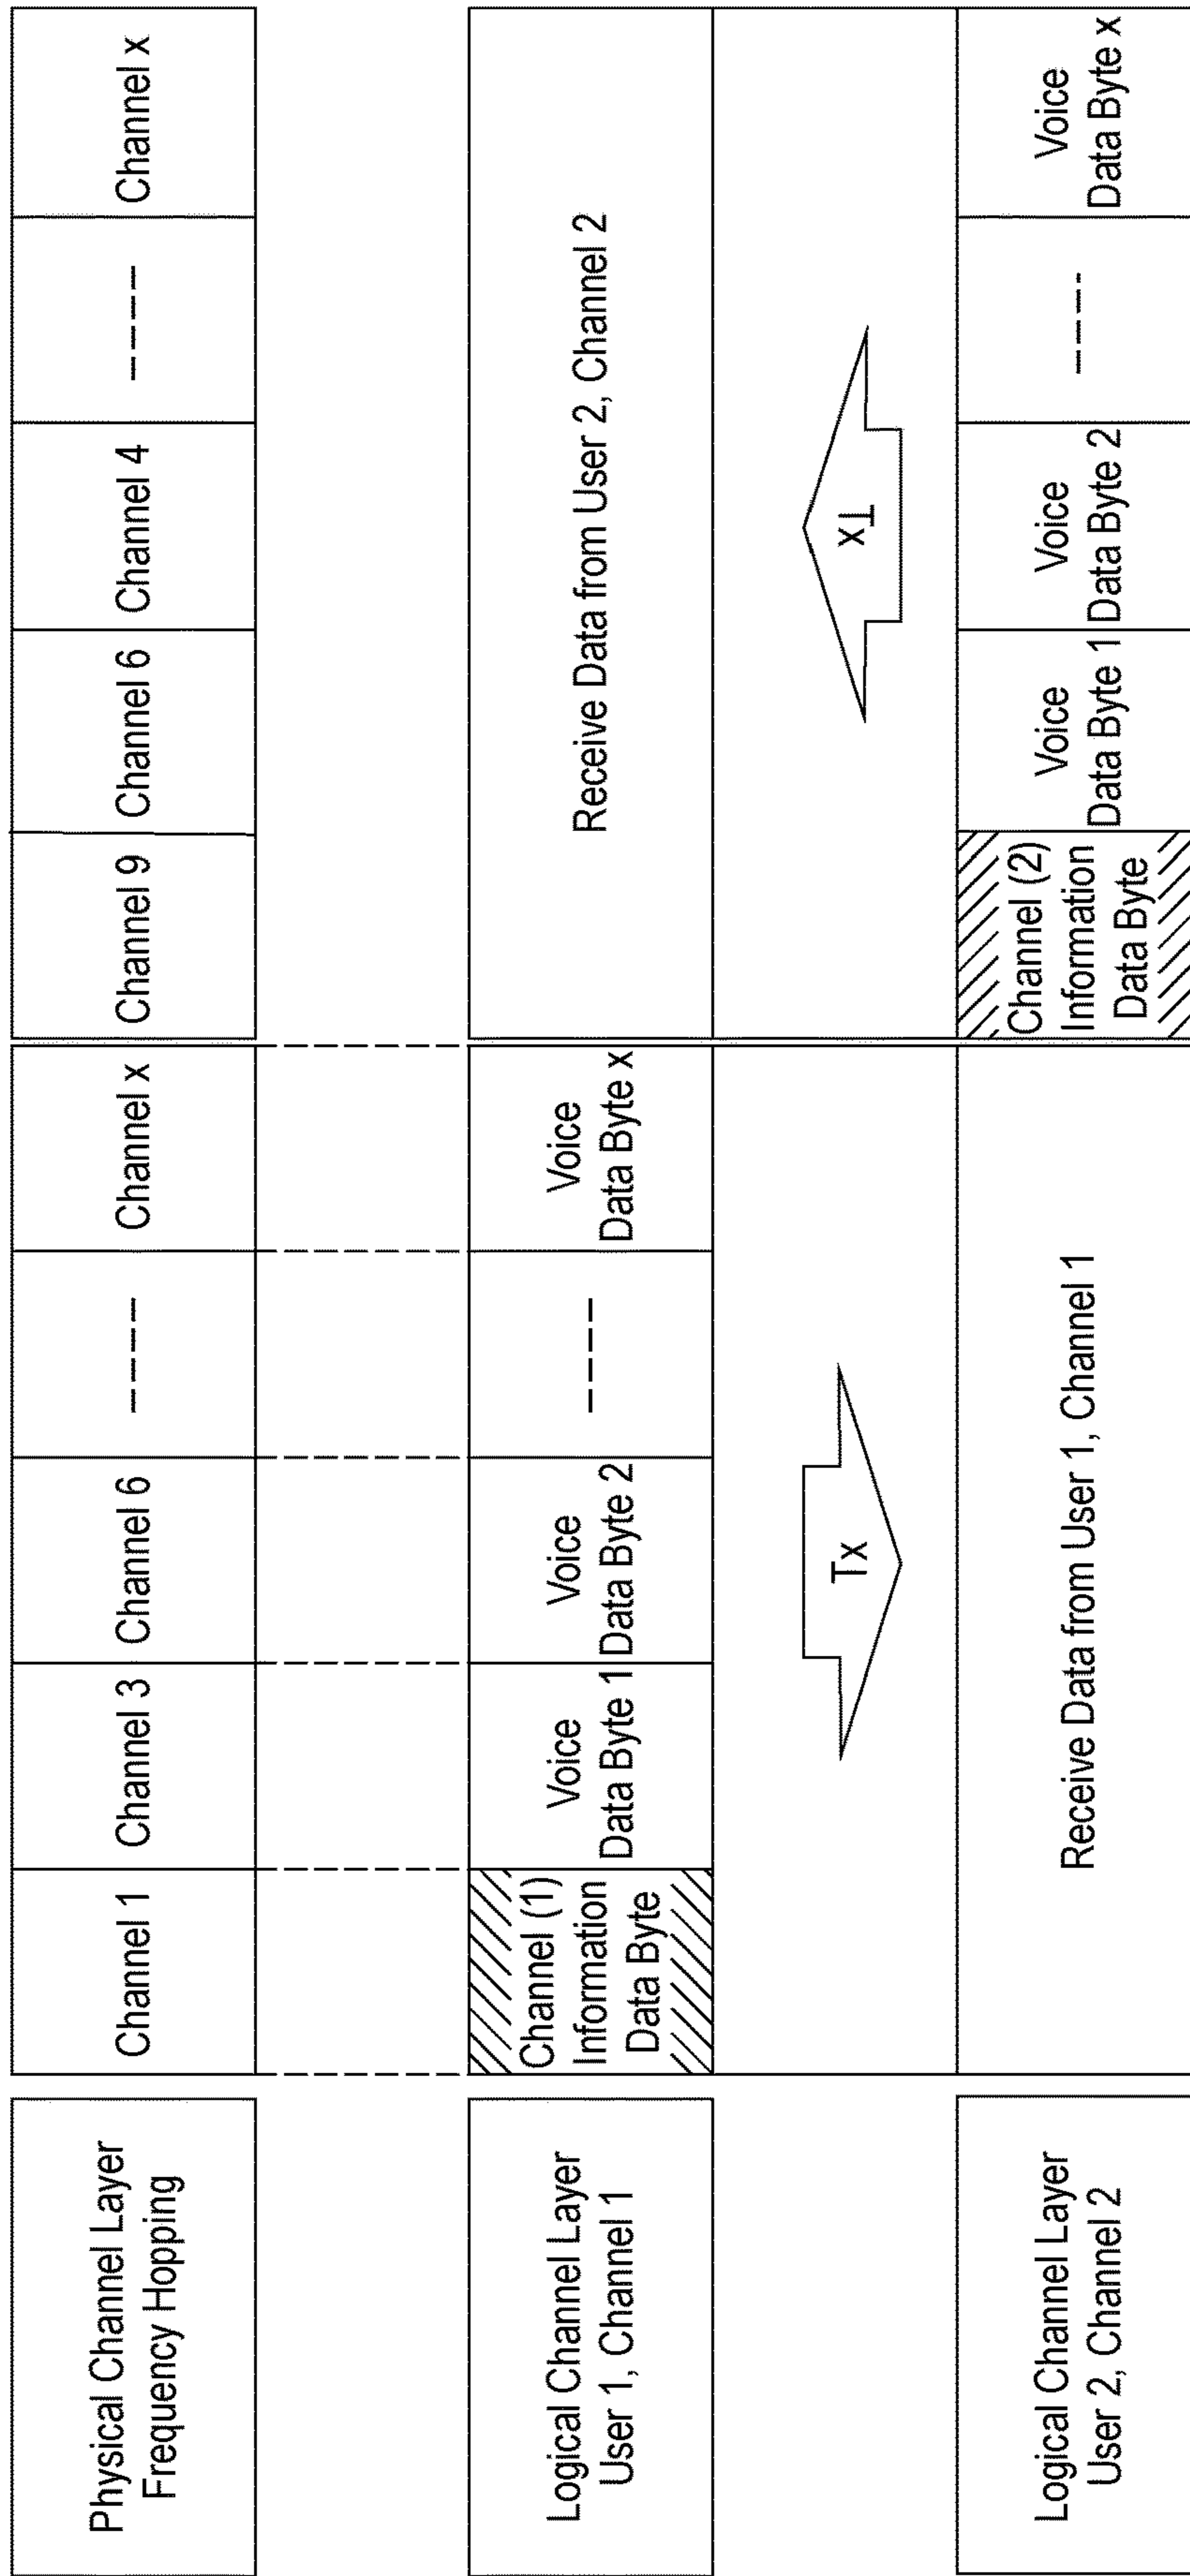 Physical Channel Layer
Frequency Hopping
Channel 1
Channel 3
Channel 6
----
Channel x
Channel 9
Channel 6
Channel 4
----
Channel x
Logical Channel Layer
User 1, Channel 1
Channel (1)
Information
Data Byte
Voice
Data Byte 1
Voice
Data Byte 2
----
Voice
Data Byte x
Receive Data from User 2, Channel 2
Tx
Tx
Logical Channel Layer
User 2, Channel 2
Receive Data from User 1, Channel 1
Channel (2)
Information
Data Byte
Voice
Data Byte 1
Voice
Data Byte 2
----
Voice
Data Byte x